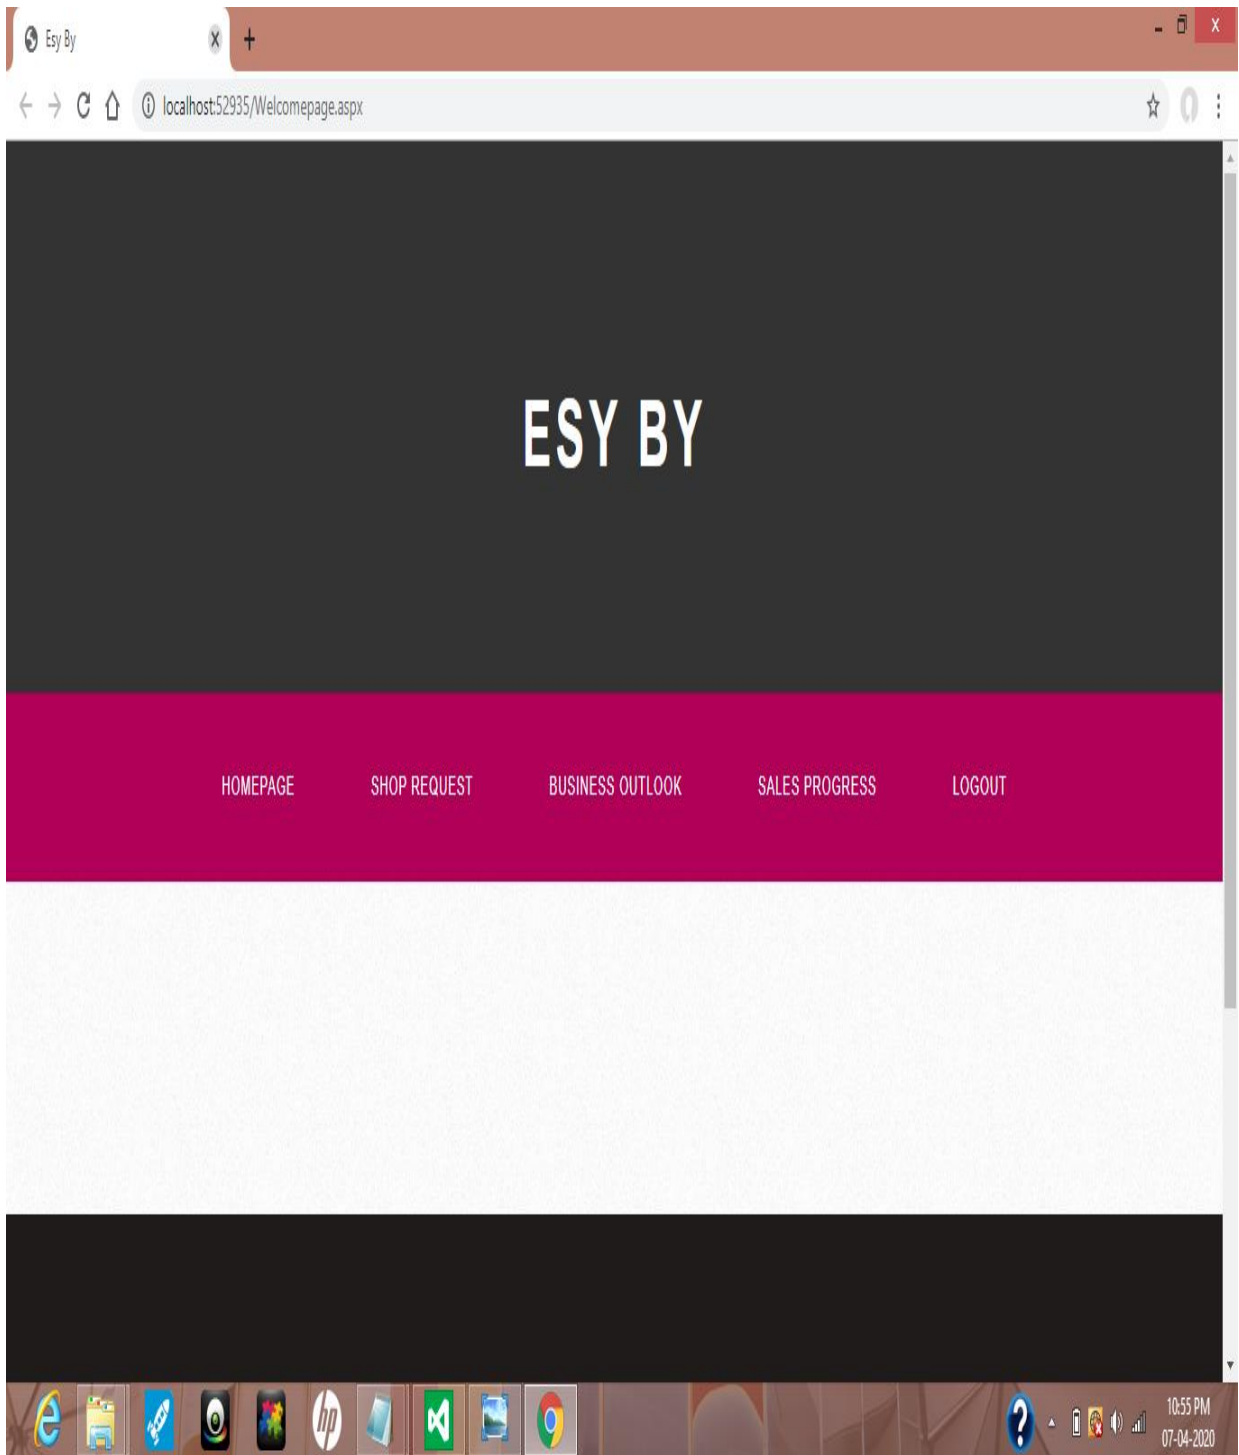 Esy By
localhost:52935/Welcomepage.aspx
ESY BY
HOMEPAGE SHOP REQUEST BUSINESS OUTLOOK SALES PROGRESS LOGOUT
hp
10:55 PM
07-04-2020